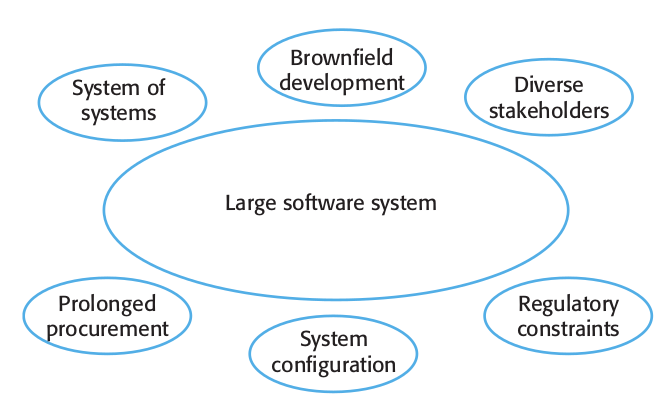 Brownfield
development
System of
systems
Diverse
stakeholders
Large software system
Prolonged
procurement
System
configuration
Regulatory
constraints